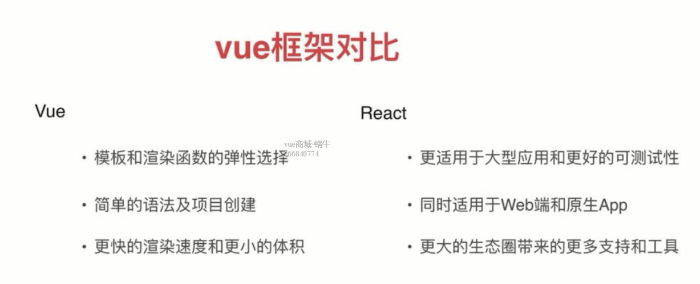 vue框架对比
Vue
模板和渲染函数的弹性选择
简单的语法及项目创建
更快的渲染速度和更小的体积
React
更适用于大型应用和更好的可测试性
同时适用于Web端和原生App
更大的生态圈带来的更多支持和工具
vue商城-蜗牛